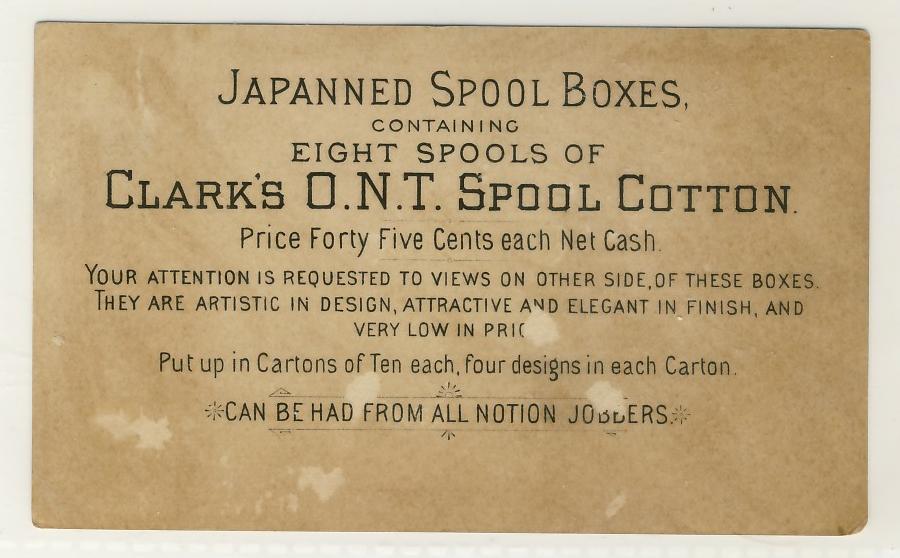 JAPANNED SPOOL BOXES,
CONTAINING
EIGHT SPOOLS OF
CLARK'S O.N.T. SPOOL COTTON.
Price Forty Five Cents each Net Cash.
YOUR ATTENTION IS REQUESTED TO VIEWS ON OTHER SIDE, OF THESE BOXES.
THEY ARE ARTISTIC IN DESIGN, ATTRACTIVE AND ELEGANT IN FINISH, AND
VERY LOW IN PRIC
Put up in Cartons of Ten each, four designs in each Carton.
CAN BE HAD FROM ALL NOTION JOBBERS.